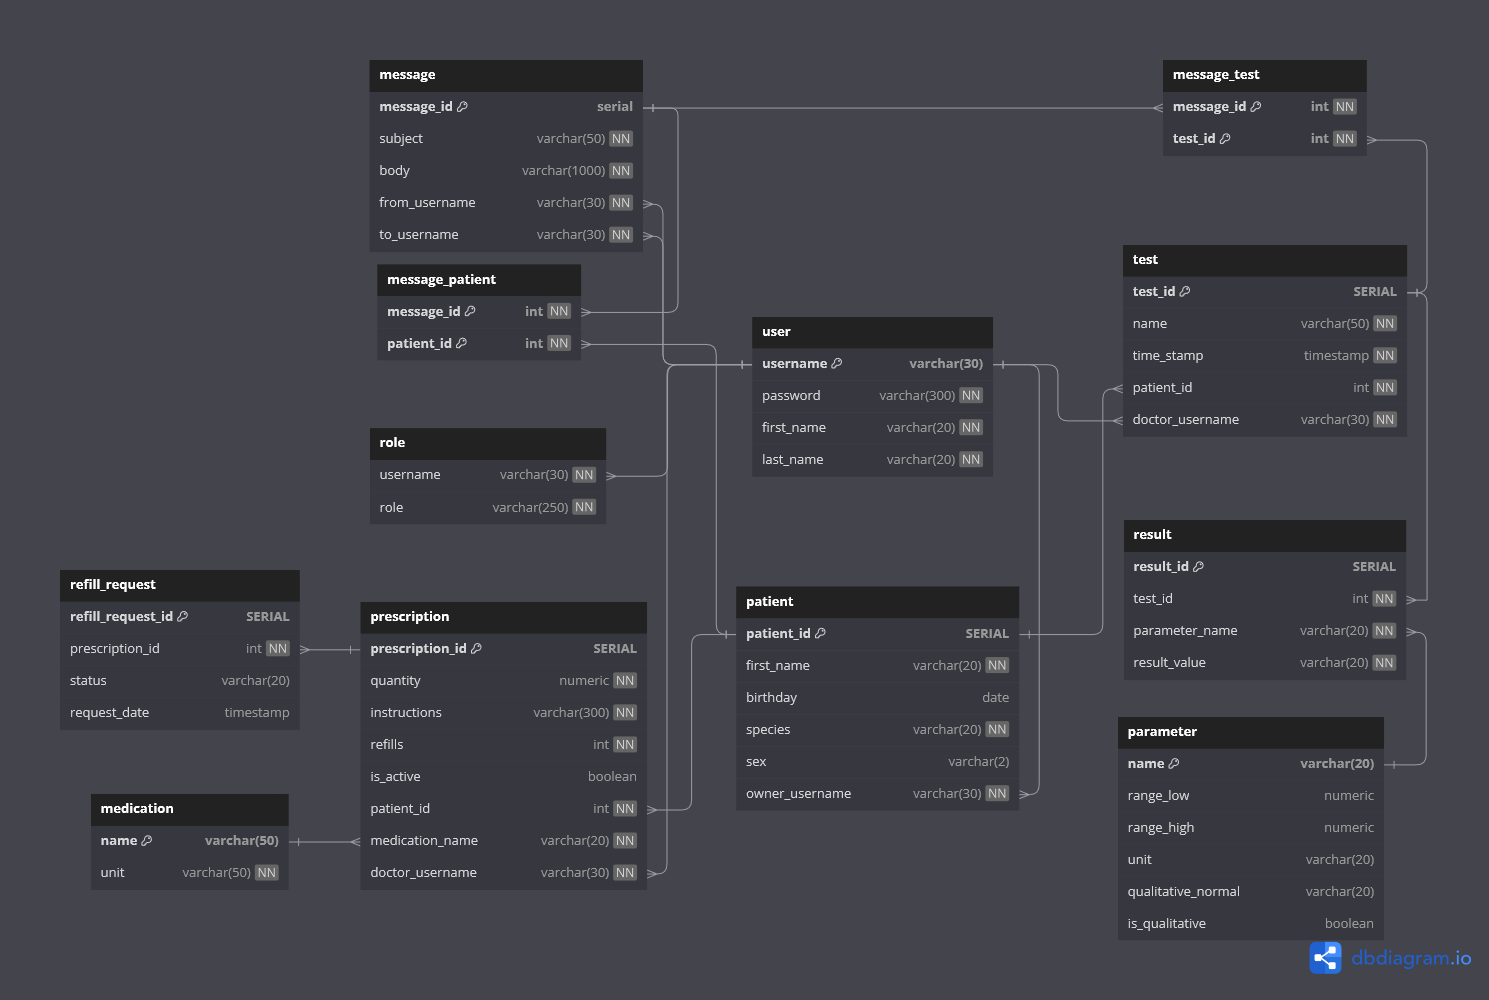 message
message_id serial
subject varchar(50) NN
body varchar(1000) NN
from_username varchar(30) NN
to_username varchar(30) NN
message_patient
message_id int NN
patient_id int NN
role
username varchar(30) NN
role varchar(250) NN
refill_request
refill_request_id SERIAL
prescription_id int NN
status varchar(20)
request_date timestamp
medication
name varchar(50)
unit varchar(50) NN
prescription
prescription_id SERIAL
quantity numeric NN
instructions varchar(300) NN
refills int NN
is_active boolean
patient_id int NN
medication_name varchar(20) NN
doctor_username varchar(30) NN
user
username varchar(30)
password varchar(300) NN
first_name varchar(20) NN
last_name varchar(20) NN
patient
patient_id SERIAL
first_name varchar(20) NN
birthday date
species varchar(20) NN
sex varchar(2)
owner_username varchar(30) NN
message_test
message_id int NN
test_id int NN
test
test_id SERIAL
name varchar(50) NN
time_stamp timestamp NN
patient_id int NN
doctor_username varchar(30) NN
result
result_id SERIAL
test_id int NN
parameter_name varchar(20) NN
result_value varchar(20) NN
parameter
name varchar(20)
range_low numeric
range_high numeric
unit varchar(20)
qualitative_normal varchar(20)
is_qualitative boolean
dbdiagram.io